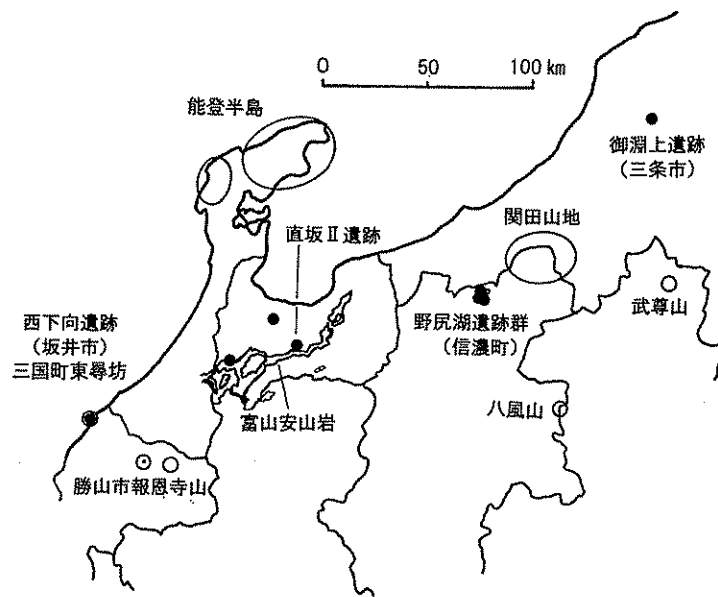 0 50 100 km
能登半島
御淵上遺跡
(三条市)
関田山地
直坂Ⅱ遺跡
武尊山
西下向遺跡
(坂井市)
三国町東尋坊
野尻湖遺跡群
(信濃町)
八風山
富山安山岩
勝山市報恩寺山